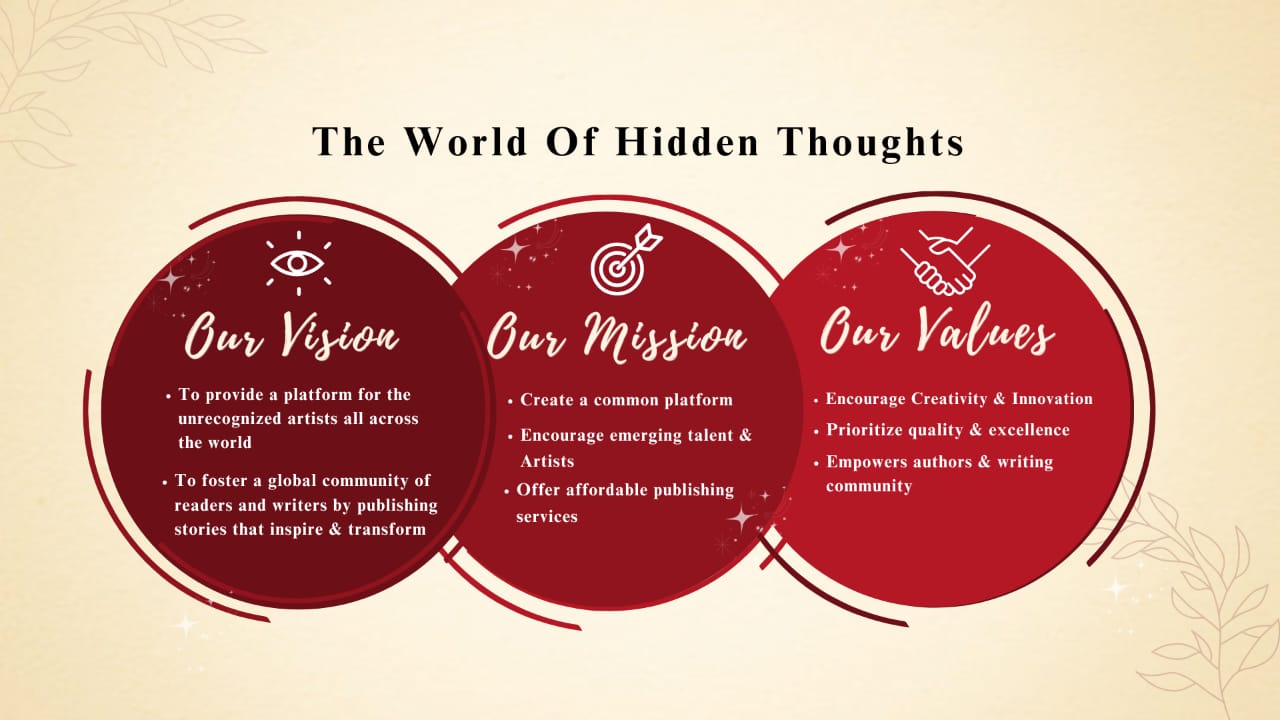 The World Of Hidden Thoughts
Our Vision
• To provide a platform for the
unrecognized artists all across
the world
• To foster a global community of
readers and writers by publishing
stories that inspire & transform
Our Mission
• Create a common platform
• Encourage emerging talent &
Artists
• Offer affordable publishing
services
Our Values
• Encourage Creativity & Innovation
• Prioritize quality & excellence
• Empowers authors & writing
community